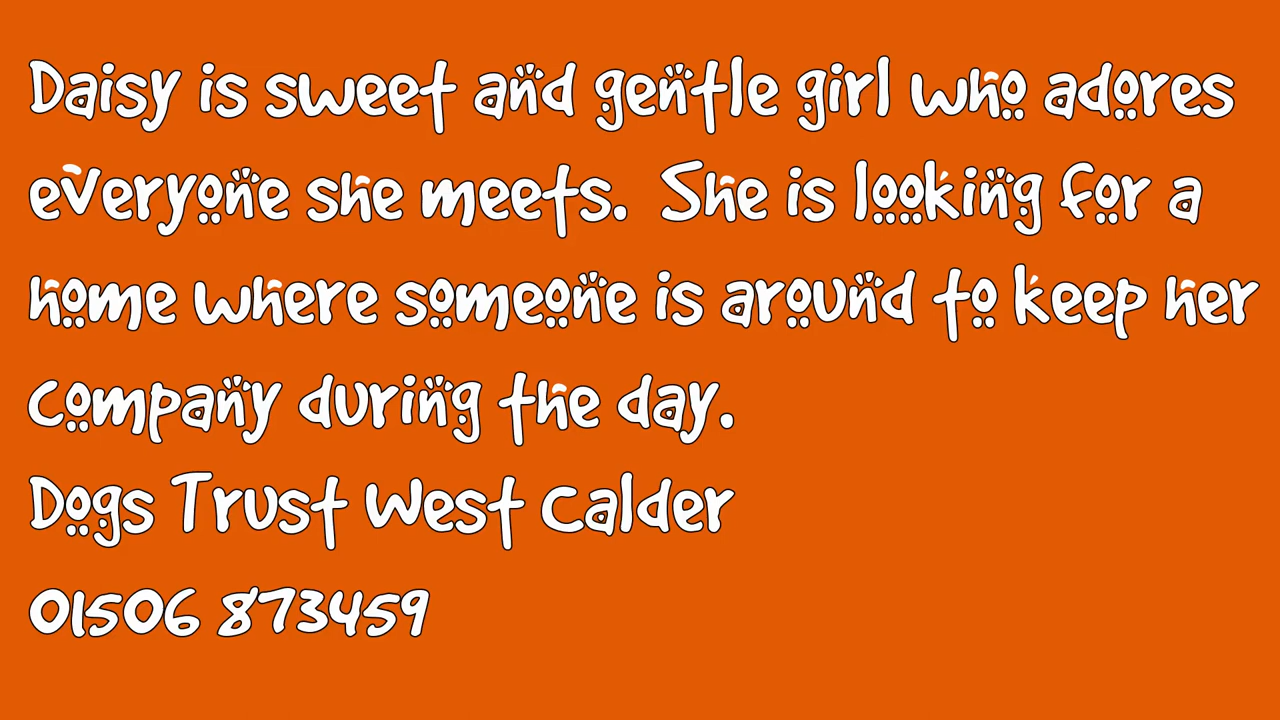 Daisy is sweet and gentle girl who adores
everyone she meets.  She is looking for a
home where someone is around to keep her
company during the day.
Dogs Trust West Calder
01506 873459